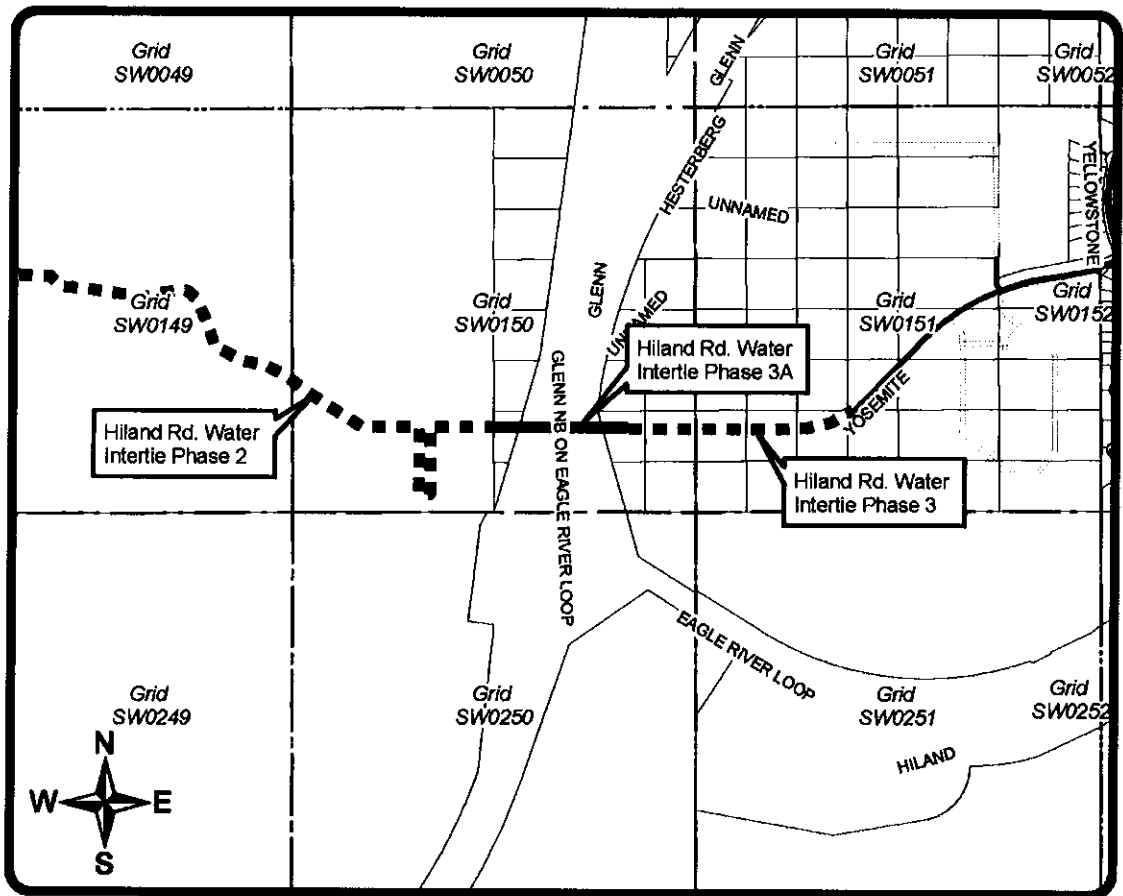 Grid
SW0049
Grid
SW0050
GLENN
Grid
SW0051
Grid
SW0052
HESTERBERG
UNNAMED
YELLOWSTONE
GLENN
Grid
SW0149
Grid
SW0150
UNNAMED
Grid
SW0151
Grid
SW0152
Hiland Rd. Water
Intertie Phase 3A
YOSEMITE
Hiland Rd. Water
Intertie Phase 2
GLENN NB ON EAGLE RIVER LOOP
Hiland Rd. Water
Intertie Phase 3
EAGLE RIVER LOOP
Grid
SW0249
Grid
SW0250
Grid
SW0251
Grid
SW0252
HILAND
N
W
E
S